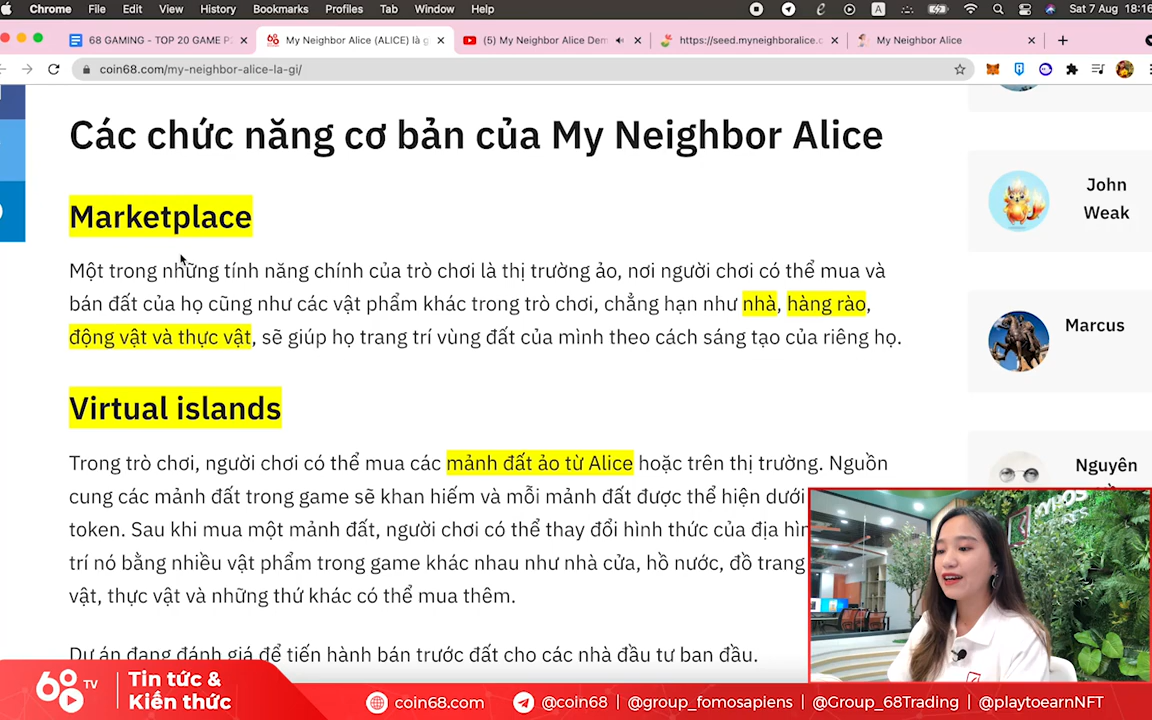 Chrome File Edit View History Bookmarks Profiles Tab Window Help A Sat 7 Aug 18:16
68 GAMING - TOP 20 GAME P2 My Neighbor Alice (ALICE) là g (5) My Neighbor Alice Dem https://seed.myneighboralice.c My Neighbor Alice
coin68.com/my-neighbor-alice-la-gi/
Các chức năng cơ bản của My Neighbor Alice
Marketplace
Một trong những tính năng chính của trò chơi là thị trường ảo, nơi người chơi có thể mua và
bán đất của họ cũng như các vật phẩm khác trong trò chơi, chẳng hạn như nhà, hàng rào,
động vật và thực vật, sẽ giúp họ trang trí vùng đất của mình theo cách sáng tạo của riêng họ.
Virtual islands
Trong trò chơi, người chơi có thể mua các mảnh đất ảo từ Alice hoặc trên thị trường. Nguồn
cung các mảnh đất trong game sẽ khan hiếm và mỗi mảnh đất được thể hiện dưới
token. Sau khi mua một mảnh đất, người chơi có thể thay đổi hình thức của địa hìn
trí nó bằng nhiều vật phẩm trong game khác nhau như nhà cửa, hồ nước, đồ trang
vật, thực vật và những thứ khác có thể mua thêm.
Dự án đang đánh giá để tiến hành bán trước đất cho các nhà đầu tư ban đầu.
John
Weak
Marcus
Nguyên
68 TV
Tin tức &
Kiến thức
coin68.com @coin68 | @group_fomosapiens | @Group_68Trading | @playtoearnNFT